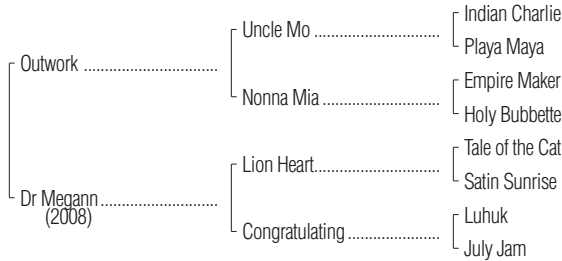 Indian Charlie
Uncle Mo ................................
Playa Maya
Outwork ..................................
Empire Maker
Nonna Mia ..............................
Holy Bubbette
Tale of the Cat
Lion Heart................................
Satin Sunrise
Dr Megann..............................
(2008)
Luhuk
Congratulating .......................
July Jam